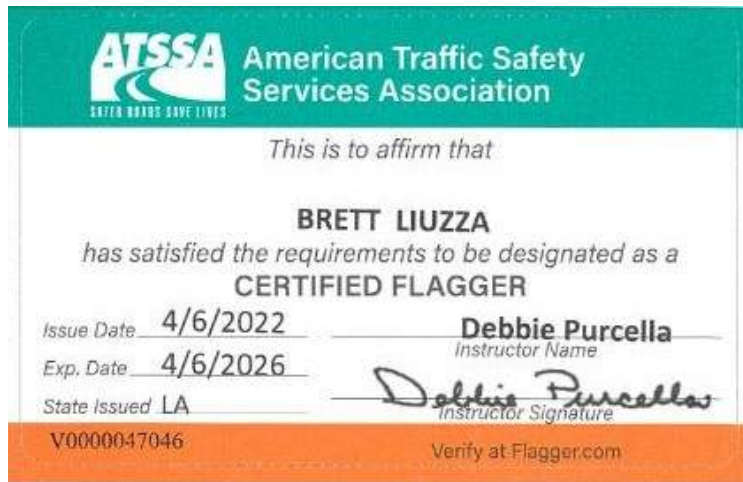 ATSSA
SAFER ROADS SAVE LIVES
American Traffic Safety
Services Association
This is to affirm that
BRETT LIUZZA
has satisfied the requirements to be designated as a
CERTIFIED FLAGGER
Issue Date 4/6/2022
Debbie Purcella
Instructor Name
Exp. Date 4/6/2026
Debbie Purcella
Instructor Signature
State Issued LA
V0000047046
Verify at Flagger.com